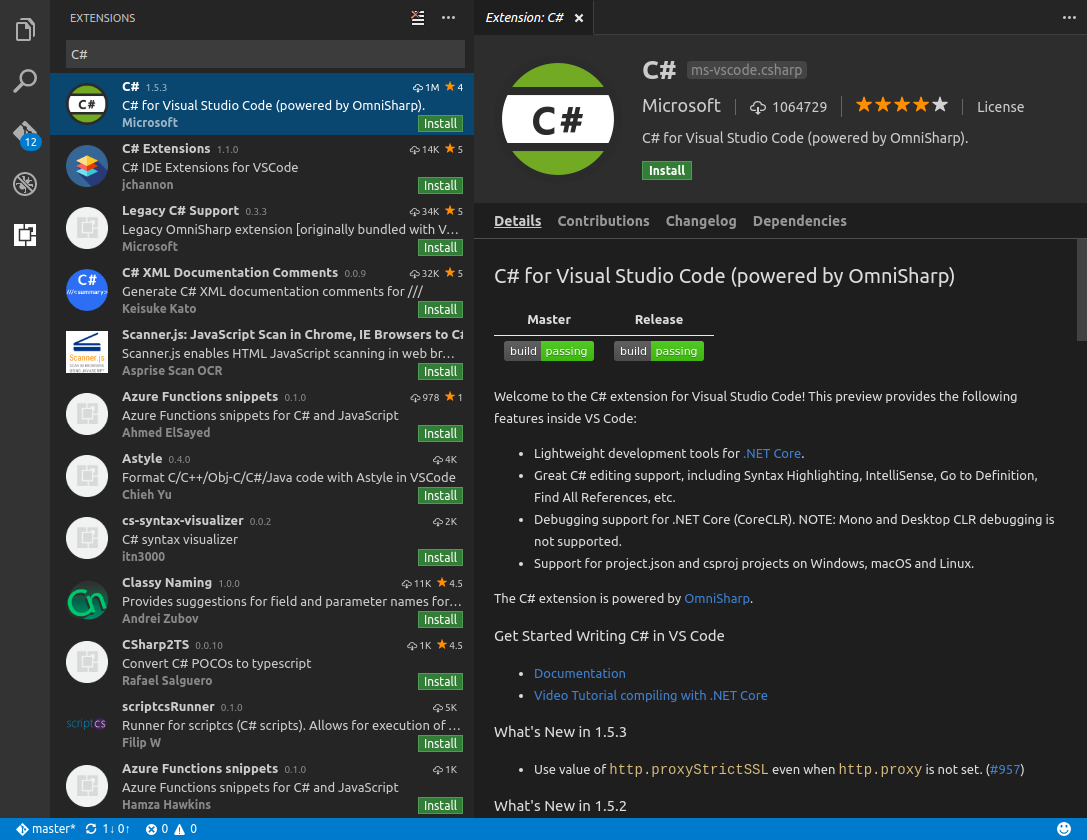 EXTENSIONS
C#
12
C# 1.5.3 1M 4
C# for Visual Studio Code (powered by OmniSharp).
Microsoft Install
C# Extensions 1.1.0 14K 5
C# IDE Extensions for VSCode
jchannon Install
Legacy C# Support 0.3.3 34K 5
Legacy OmniSharp extension [originally bundled with V...
Microsoft Install
C#
///<summary>
C# XML Documentation Comments 0.0.9 32K 5
Generate C# XML documentation comments for ///
Keisuke Kato Install
Scanner.js
Scanner.js: JavaScript Scan in Chrome, IE Browsers to C#
Scanner.js enables HTML JavaScript scanning in web br...
Asprise Scan OCR Install
Azure Functions snippets 0.1.0 978 1
Azure Functions snippets for C# and JavaScript
Ahmed ElSayed Install
Astyle 0.4.0 4K
Format C/C++/Obj-C/C#/Java code with Astyle in VSCode
Chieh Yu Install
cs-syntax-visualizer 0.0.2 2K
C# syntax visualizer
itn3000 Install
Cn
Classy Naming 1.0.0 11K 4.5
Provides suggestions for field and parameter names for...
Andrei Zubov Install
CSharp2TS 0.0.10 1K 4.5
Convert C# POCOs to typescript
Rafael Salguero Install
scriptcs
scriptcsRunner 0.1.0 5K
Runner for scriptcs (C# scripts). Allows for execution of ...
Filip W Install
Azure Functions snippets 0.1.0 1K
Azure Functions snippets for C# and JavaScript
Hamza Hawkins Install
Extension: C#
C#
C# ms-vscode.csharp
Microsoft 1064729 License
C# for Visual Studio Code (powered by OmniSharp).
Install
Details Contributions Changelog Dependencies
C# for Visual Studio Code (powered by OmniSharp)
Master Release
build passing build passing
Welcome to the C# extension for Visual Studio Code! This preview provides the following
features inside VS Code:
• Lightweight development tools for .NET Core.
• Great C# editing support, including Syntax Highlighting, IntelliSense, Go to Definition,
Find All References, etc.
• Debugging support for .NET Core (CoreCLR). NOTE: Mono and Desktop CLR debugging is
not supported.
• Support for project.json and csproj projects on Windows, macOS and Linux.
The C# extension is powered by OmniSharp.
Get Started Writing C# in VS Code
• Documentation
• Video Tutorial compiling with .NET Core
What's New in 1.5.3
• Use value of http.proxyStrictSSL even when http.proxy is not set. (#957)
What's New in 1.5.2
master* 1↓ 0↑ 0 0